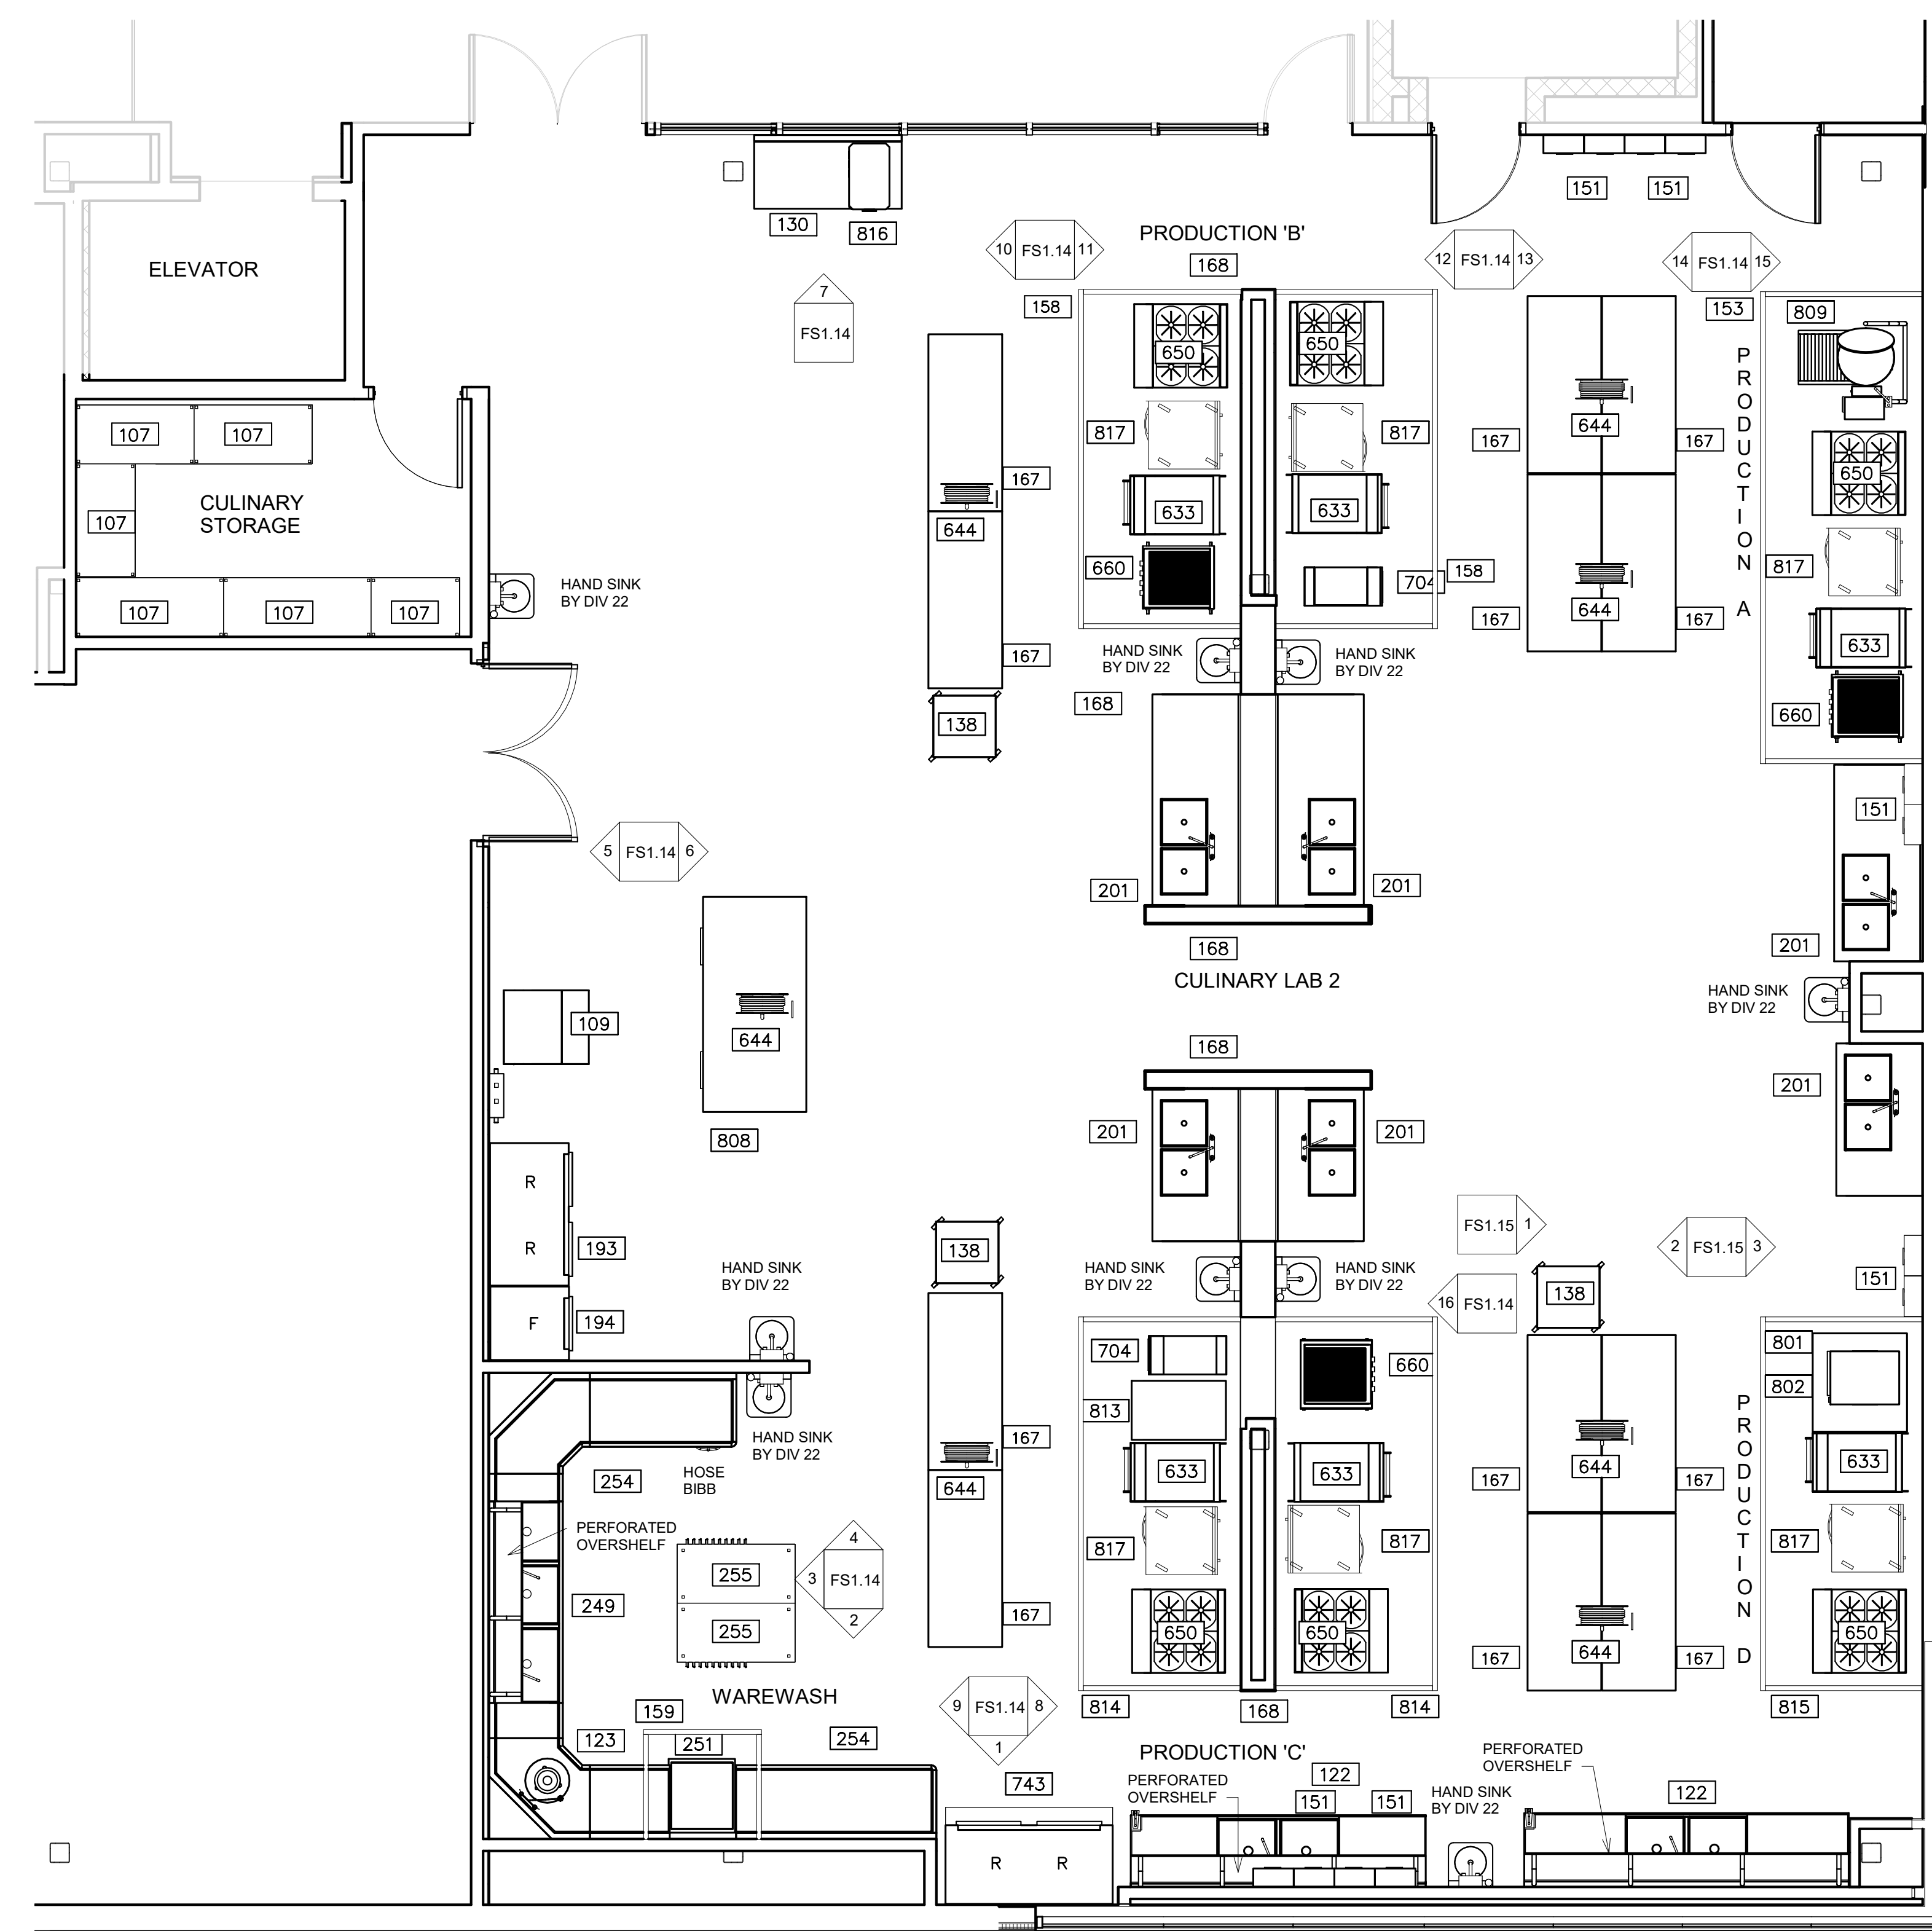 151
151
130
816
PRODUCTION 'B'
10 FS1.14 11
12 FS1.14 13
14 FS1.14 15
168
ELEVATOR
7
FS1.14
158
153
809
650
650
PRODUCTION A
107
107
817
817
644
167
167
650
167
CULINARY
STORAGE
107
644
633
633
660
704
158
817
HAND SINK
BY DIV 22
107
107
107
167
644
167
HAND SINK
BY DIV 22
HAND SINK
BY DIV 22
167
633
168
138
660
151
5 FS1.14 6
201
201
201
168
CULINARY LAB 2
HAND SINK
BY DIV 22
109
644
168
201
808
201
201
R
R
193
138
FS1.15 1
2 FS1.15 3
HAND SINK
BY DIV 22
HAND SINK
BY DIV 22
HAND SINK
BY DIV 22
151
F
194
16 FS1.14
138
704
660
801
802
813
PRODUCTION D
HAND SINK
BY DIV 22
167
254
HOSE
BIBB
644
633
633
644
167
167
633
PERFORATED
OVERSHELF
817
817
817
255
4
3 FS1.14
2
249
255
167
650
650
644
650
167
167
WAREWASH
159
9 FS1.14 8
1
814
168
814
815
123
251
254
PRODUCTION 'C'
PERFORATED
OVERSHELF
743
PERFORATED
OVERSHELF
122
151
151
HAND SINK
BY DIV 22
122
R
R